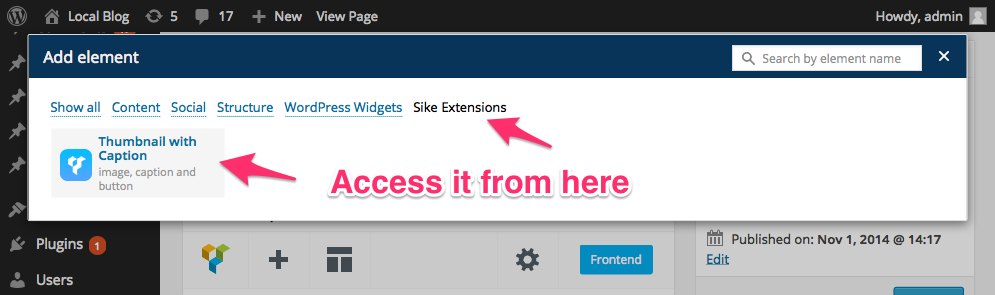 Local Blog 5 17 + New View Page Howdy, admin
Add element
Search by element name
Show all Content Social Structure WordPress Widgets Sike Extensions
Thumbnail with
Caption
image, caption and
button
Access it from here
Plugins 1
Users
Frontend
Published on: Nov 1, 2014 @ 14:17
Edit